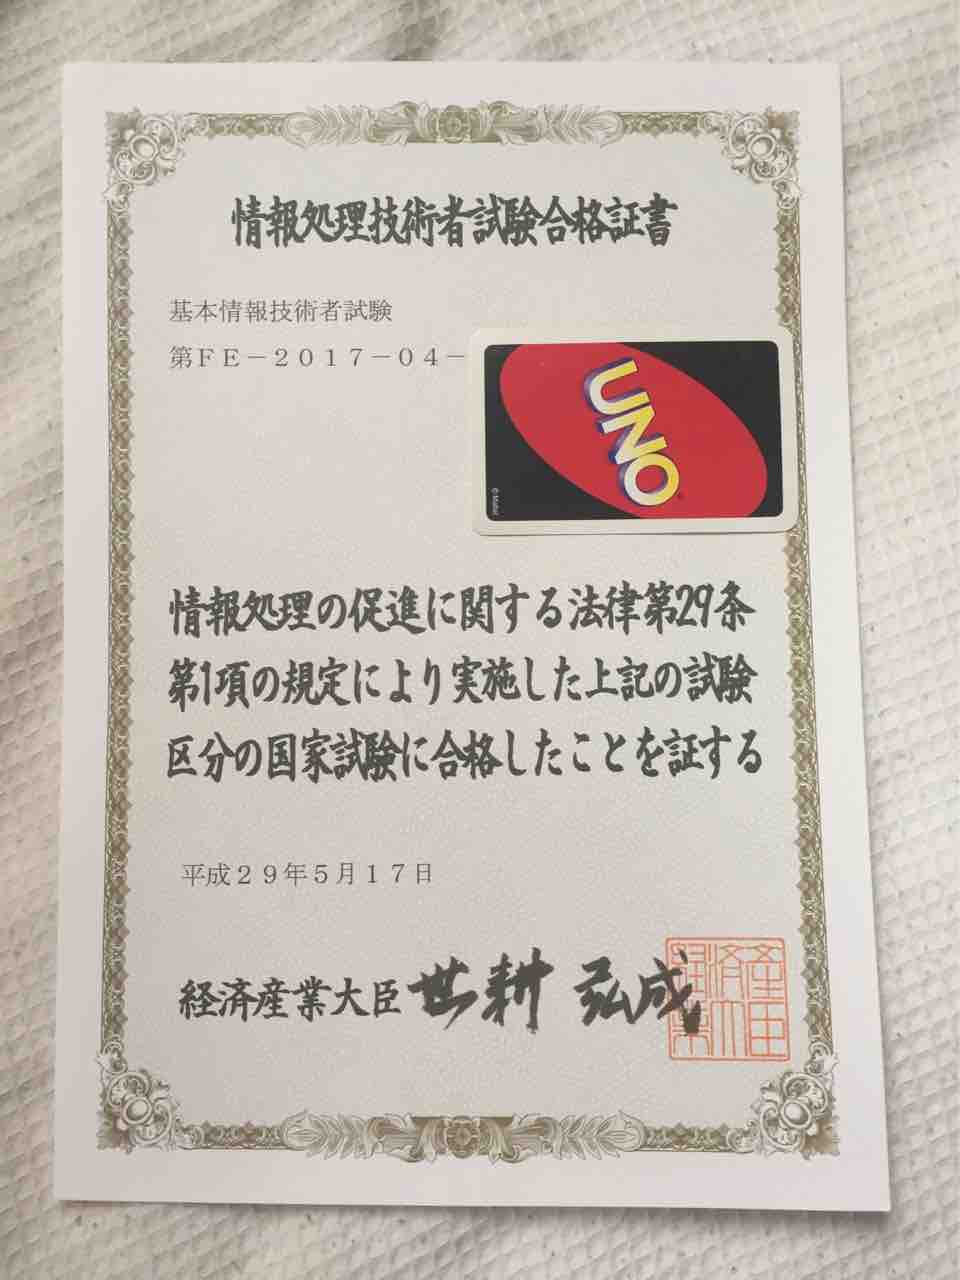 情報処理技術者試験合格証書
基本情報技術者試験
第ＦＥ－２０１７－０４－
UNO
© Mattel
情報処理の促進に関する法律第29条
第1項の規定により実施した上記の試験
区分の国家試験に合格したことを証する
平成２９年５月１７日
経済産業大臣 世耕 弘成